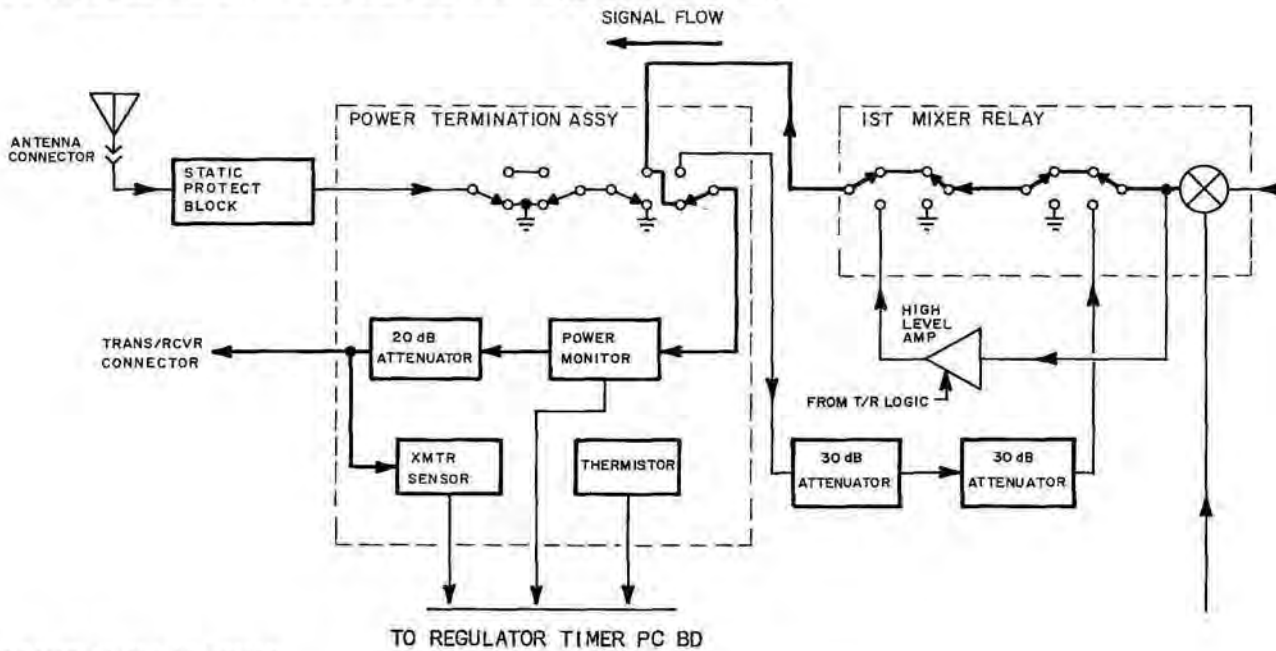 SIGNAL FLOW
POWER TERMINATION ASSY
1ST MIXER RELAY
ANTENNA
CONNECTOR
STATIC
PROTECT
BLOCK
TRANS/RCVR
CONNECTOR
20 dB
ATTENUATOR
POWER
MONITOR
HIGH
LEVEL
AMP
FROM T/R LOGIC
XMTR
SENSOR
THERMISTOR
30 dB
ATTENUATOR
30 dB
ATTENUATOR
TO REGULATOR TIMER PC BD